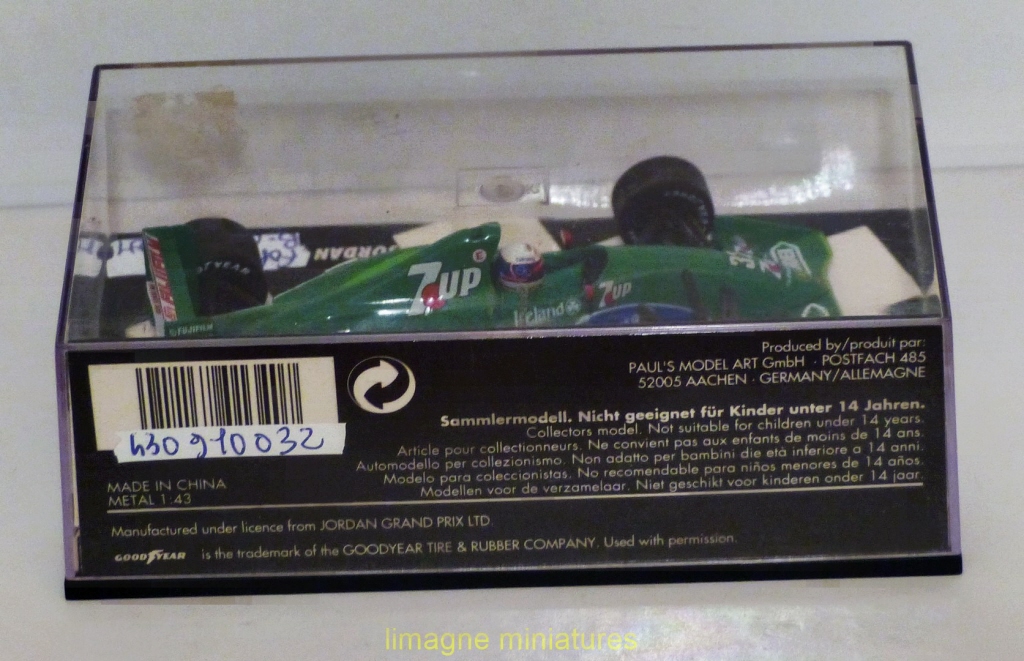 JORDAN
YEAR
7UP
Ireland
7UP
32
FUJIFILM
Produced by/produit par:
PAUL'S MODEL ART GmbH · POSTFACH 485
52005 AACHEN · GERMANY/ALLEMAGNE
430 910032
Sammlermodell. Nicht geeignet für Kinder unter 14 Jahren.
Collectors model. Not suitable for children under 14 years.
Article pour collectionneurs. Ne convient pas aux enfants de moins de 14 ans.
Automodello per collezionismo. Non adatto per bambini die età inferiore a 14 anni.
Modelo para coleccionistas. No recomendable para niños menores de 14 años.
Modellen voor de verzamelaar. Niet geschikt voor kinderen onder 14 jaar.
MADE IN CHINA
METAL 1:43
Manufactured under licence from JORDAN GRAND PRIX LTD.
GOODYEAR is the trademark of the GOODYEAR TIRE & RUBBER COMPANY. Used with permission.
limagne miniatures